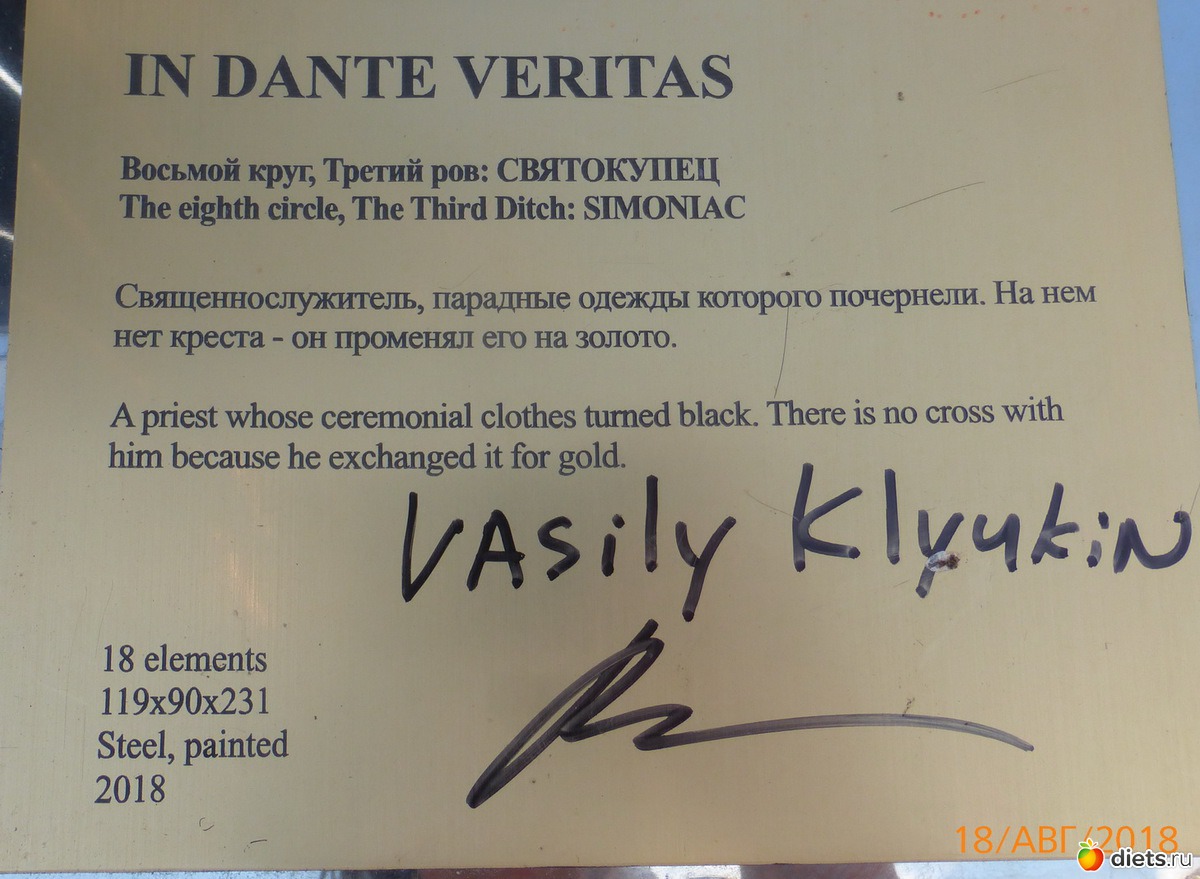 IN DANTE VERITAS
Восьмой круг, Третий ров: СВЯТОКУПЕЦ
The eighth circle, The Third Ditch: SIMONIAC
Священнослужитель, парадные одежды которого почернели. На нем
нет креста - он променял его на золото.
A priest whose ceremonial clothes turned black. There is no cross with
him because he exchanged it for gold.
VASily Klyukin
18 elements
119x90x231
Steel, painted
2018
18/АВГ/2018
diets.ru